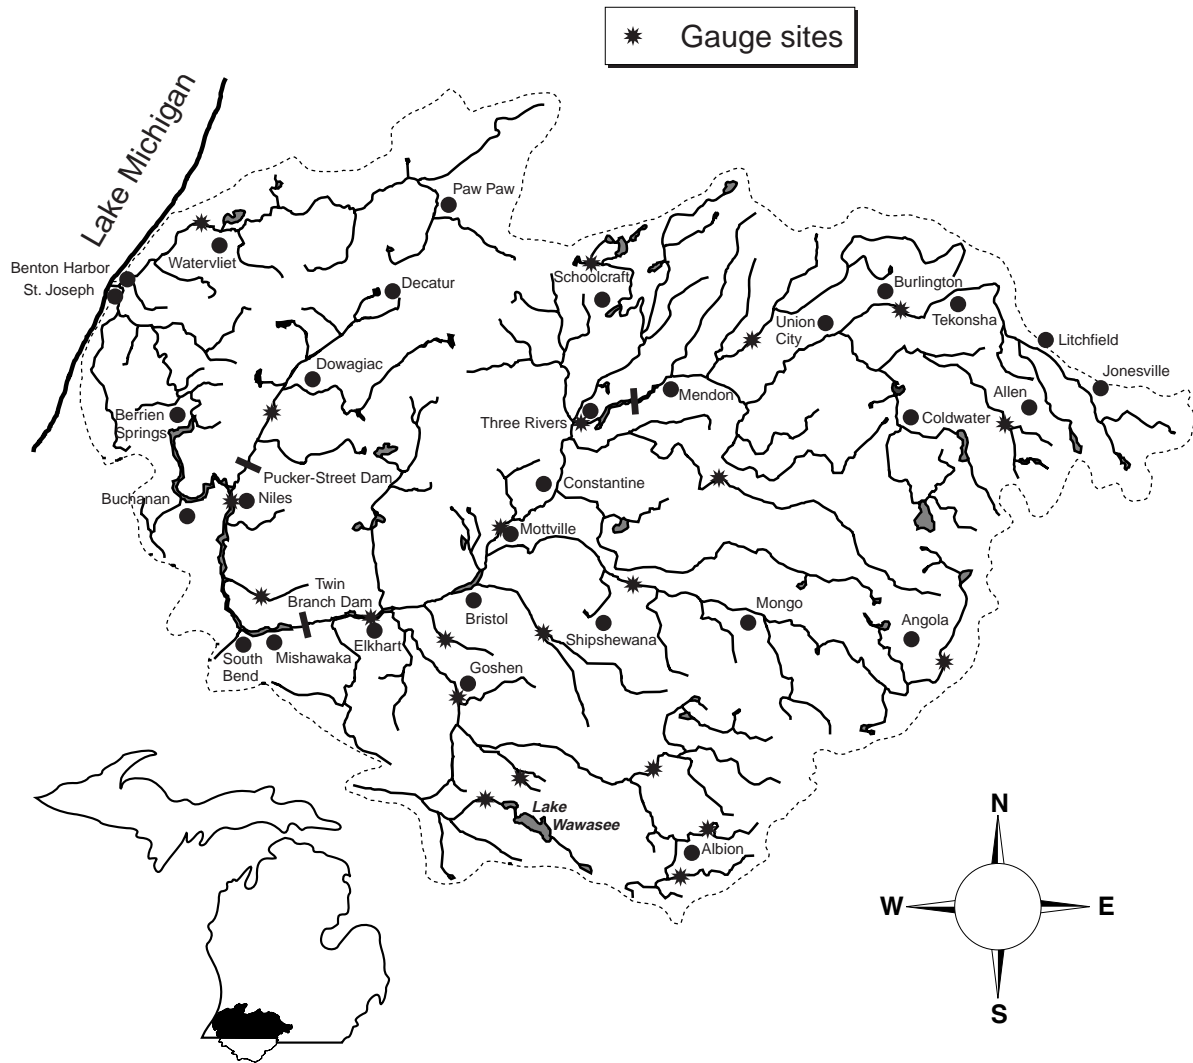 Gauge sites
Lake Michigan
Paw Paw
Watervliet
Benton Harbor
St. Joseph
Decatur
Schoolcraft
Burlington
Tekonsha
Union
City
Litchfield
Jonesville
Dowagiac
Allen
Mendon
Berrien
Springs
Three Rivers
Coldwater
Pucker-Street Dam
Buchanan
Niles
Constantine
Mottville
Twin
Branch Dam
Bristol
Mongo
Angola
Shipshewana
Elkhart
South
Bend
Mishawaka
Goshen
Lake
Wawasee
Albion
N
W
E
S